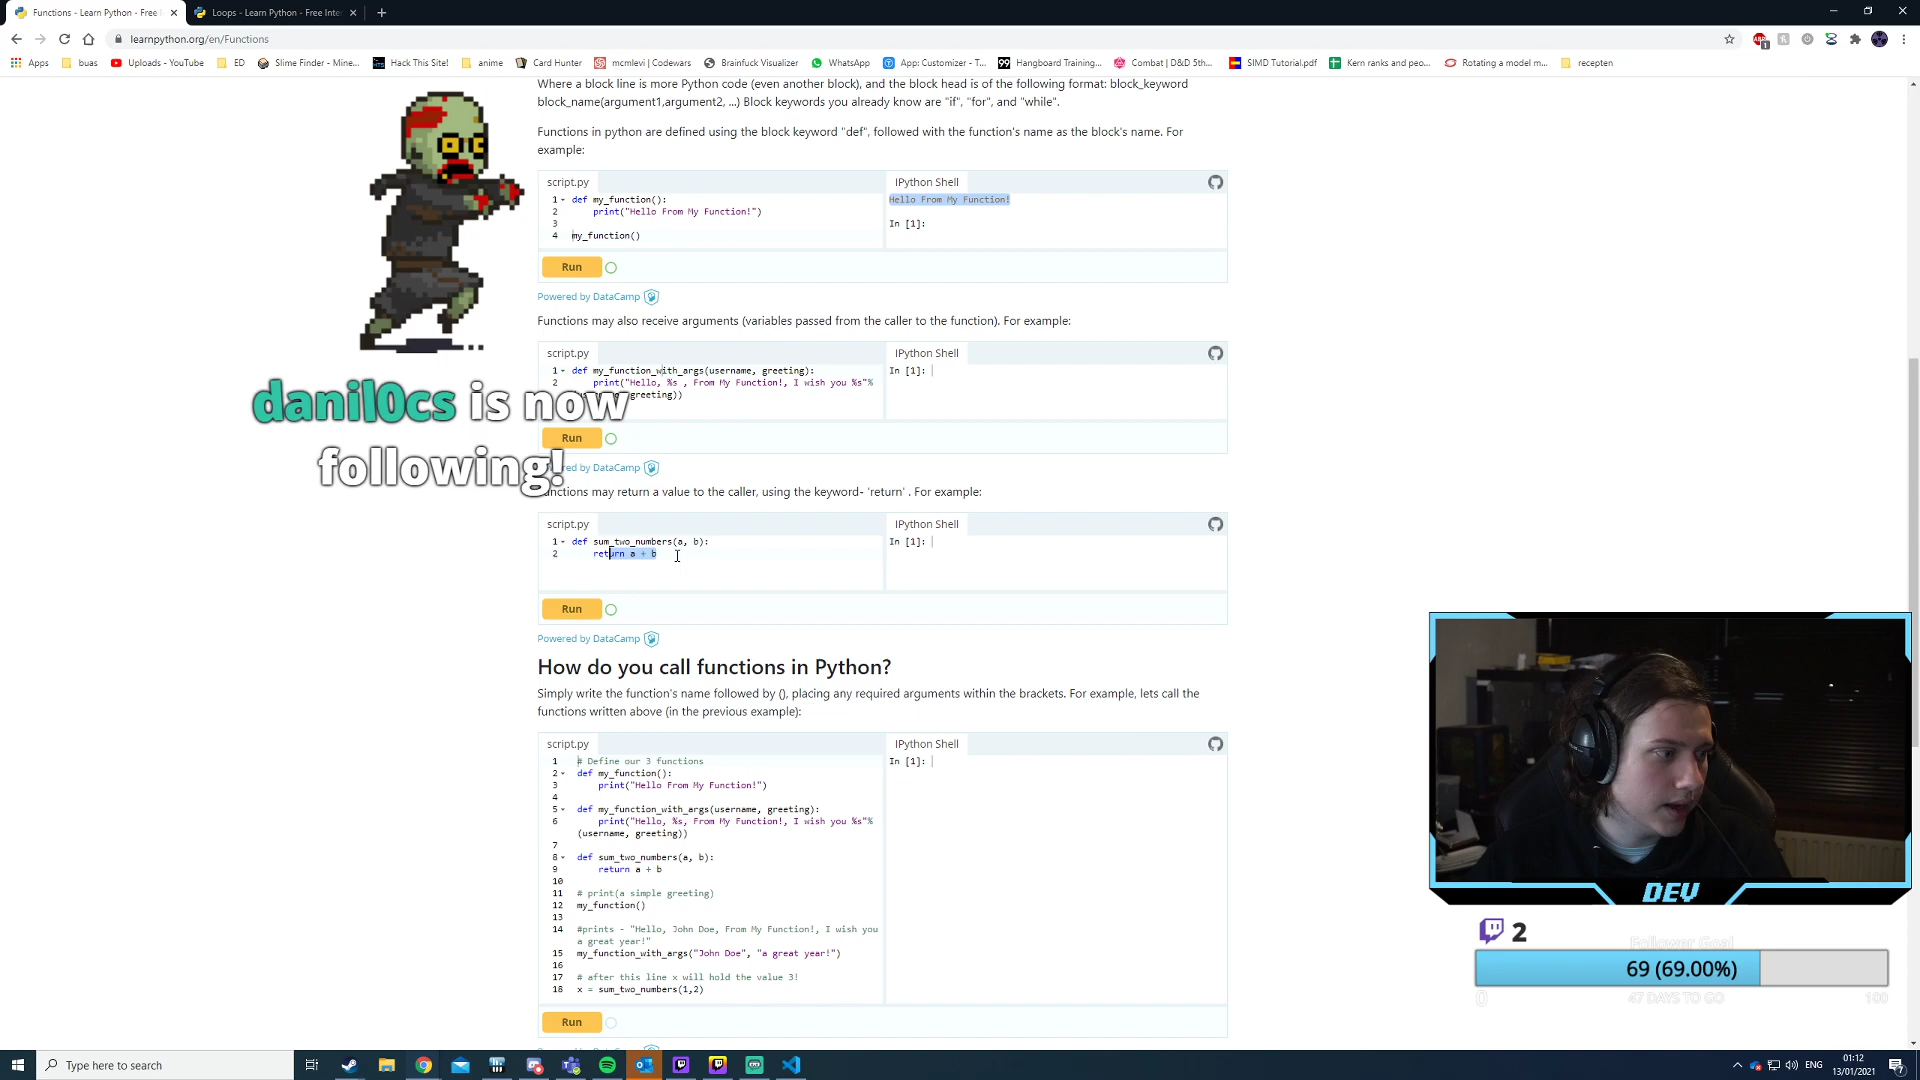 Functions - Learn Python - Free I
Loops - Learn Python - Free Inte
learnpython.org/en/Functions
Apps
buas
Uploads - YouTube
ED
Slime Finder - Mine...
Hack This Site!
anime
Card Hunter
mcmlevi | Codewars
Brainfuck Visualizer
WhatsApp
App: Customizer - T...
Hangboard Training...
Combat | D&D 5th...
SIMD Tutorial.pdf
Kern ranks and peo...
Rotating a model m...
recepten
Where a block line is more Python code (even another block), and the block head is of the following format: block_keyword
block_name(argument1,argument2, ...) Block keywords you already know are "if", "for", and "while".
Functions in python are defined using the block keyword "def", followed with the function's name as the block's name. For
example:
script.py
IPython Shell
1 def my_function():
2 print("Hello From My Function!")
3
4 my_function()
Hello From My Function!
In [1]:
Run
Powered by DataCamp
Functions may also receive arguments (variables passed from the caller to the function). For example:
script.py
IPython Shell
1 def my_function_with_args(username, greeting):
2 print("Hello, %s , From My Function!, I wish you %s"%
greeting))
In [1]:
danil0cs is now
following!
Run
ed by DataCamp
unctions may return a value to the caller, using the keyword- 'return' . For example:
script.py
IPython Shell
1 def sum_two_numbers(a, b):
2 return a + b
In [1]:
Run
Powered by DataCamp
How do you call functions in Python?
Simply write the function's name followed by (), placing any required arguments within the brackets. For example, lets call the
functions written above (in the previous example):
script.py
IPython Shell
1 # Define our 3 functions
2 def my_function():
3 print("Hello From My Function!")
4
5 def my_function_with_args(username, greeting):
6 print("Hello, %s, From My Function!, I wish you %s"%
(username, greeting))
7
8 def sum_two_numbers(a, b):
9 return a + b
10
11 # print(a simple greeting)
12 my_function()
13
14 #prints - "Hello, John Doe, From My Function!, I wish you
a great year!"
15 my_function_with_args("John Doe", "a great year!")
16
17 # after this line x will hold the value 3!
18 x = sum_two_numbers(1,2)
In [1]:
Run
DEV
2
Follower Goal
69 (69.00%)
0
47 DAYS TO GO
100
Type here to search
ENG
01:12
13/01/2021